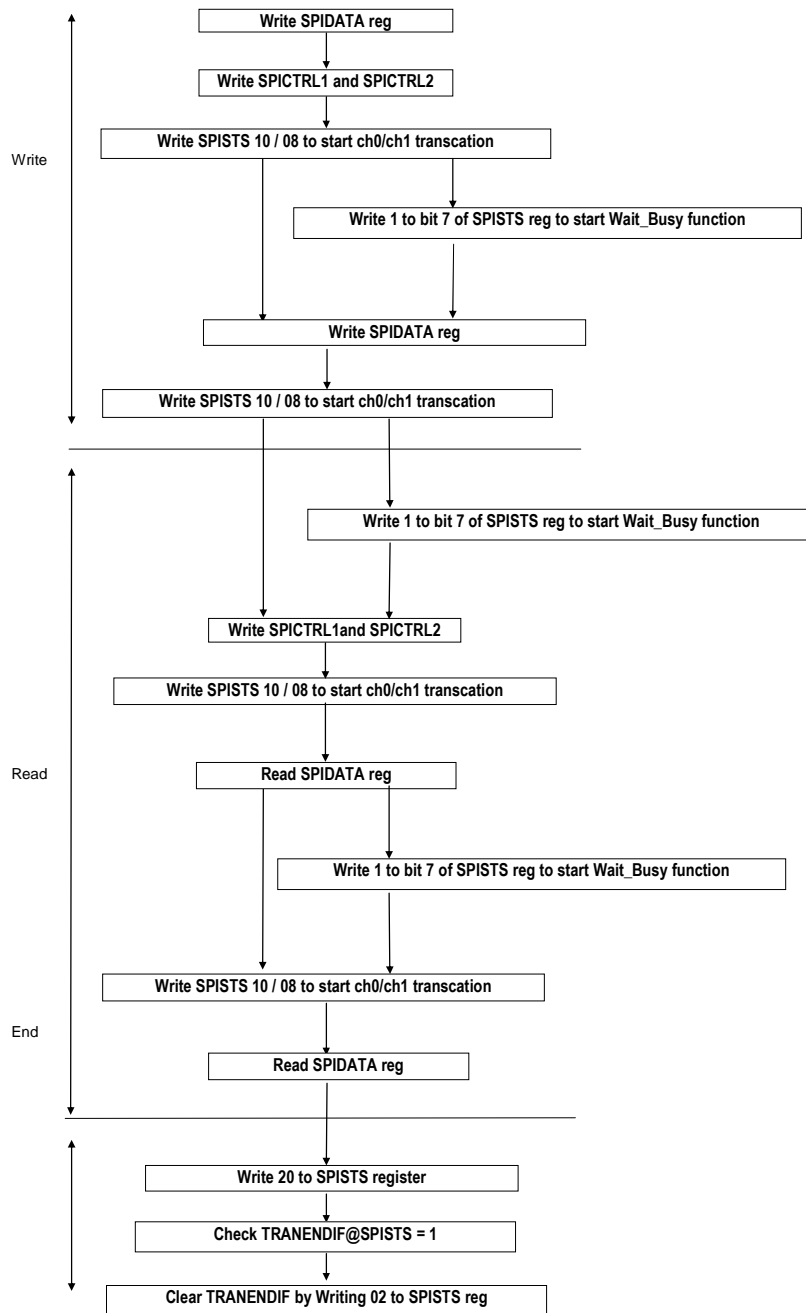 Write SPIDATA reg
Write SPICTRL1 and SPICTRL2
Write SPISTS 10 / 08 to start ch0/ch1 transcation
Write
Write 1 to bit 7 of SPISTS reg to start Wait_Busy function
Write SPIDATA reg
Write SPISTS 10 / 08 to start ch0/ch1 transcation
Write 1 to bit 7 of SPISTS reg to start Wait_Busy function
Write SPICTRL1and SPICTRL2
Write SPISTS 10 / 08 to start ch0/ch1 transcation
Read
Read SPIDATA reg
Write 1 to bit 7 of SPISTS reg to start Wait_Busy function
Write SPISTS 10 / 08 to start ch0/ch1 transcation
End
Read SPIDATA reg
Write 20 to SPISTS register
Check TRANENDIF@SPISTS = 1
Clear TRANENDIF by Writing 02 to SPISTS reg